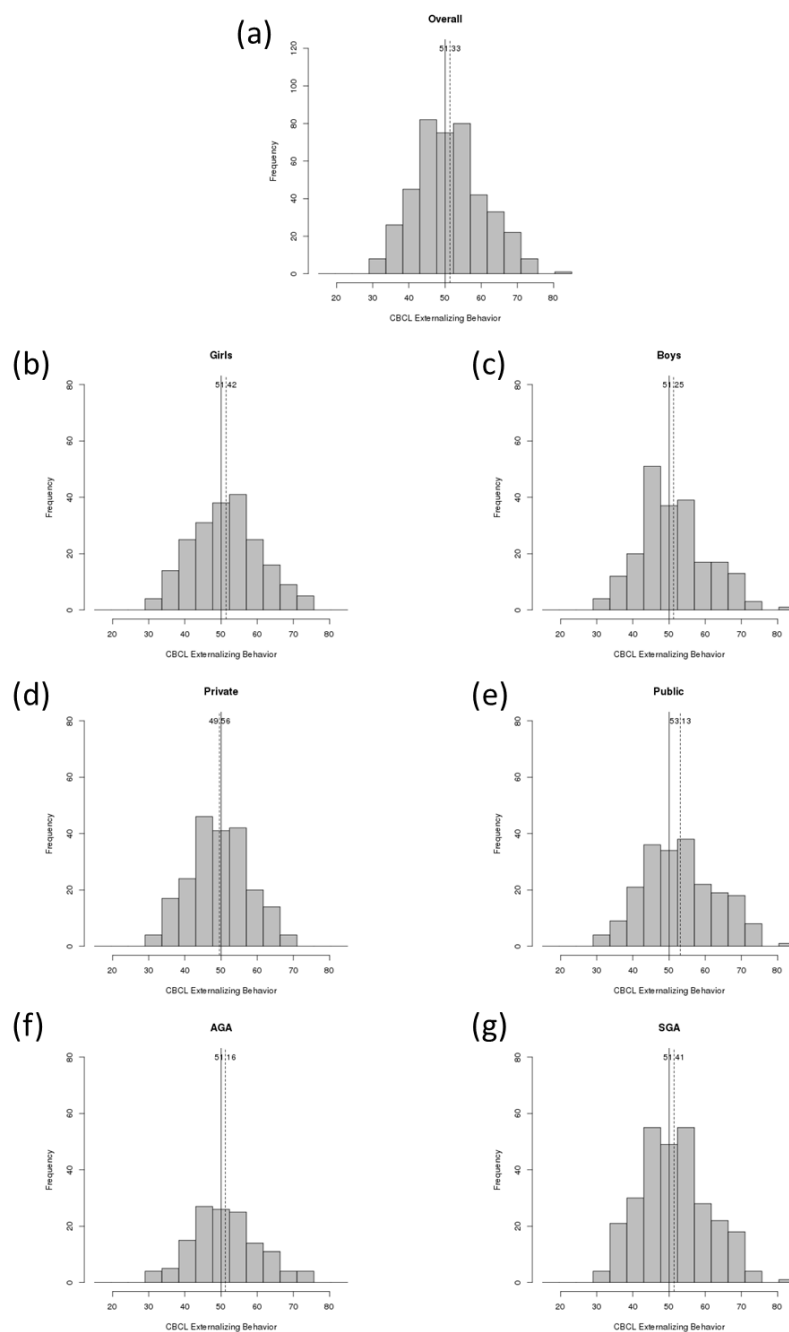 (a)
Overall
51.33
Frequency
0 20 40 60 80 100 120
20 30 40 50 60 70 80
CBCL Externalizing Behavior
(b)
Girls
51.42
Frequency
0 20 40 60 80
20 30 40 50 60 70 80
CBCL Externalizing Behavior
(c)
Boys
51.25
Frequency
0 20 40 60 80
20 30 40 50 60 70 80
CBCL Externalizing Behavior
(d)
Private
49.56
Frequency
0 20 40 60 80
20 30 40 50 60 70 80
CBCL Externalizing Behavior
(e)
Public
53.13
Frequency
0 20 40 60 80
20 30 40 50 60 70 80
CBCL Externalizing Behavior
(f)
AGA
51.16
Frequency
0 20 40 60 80
20 30 40 50 60 70 80
CBCL Externalizing Behavior
(g)
SGA
51.41
Frequency
0 20 40 60 80
20 30 40 50 60 70 80
CBCL Externalizing Behavior